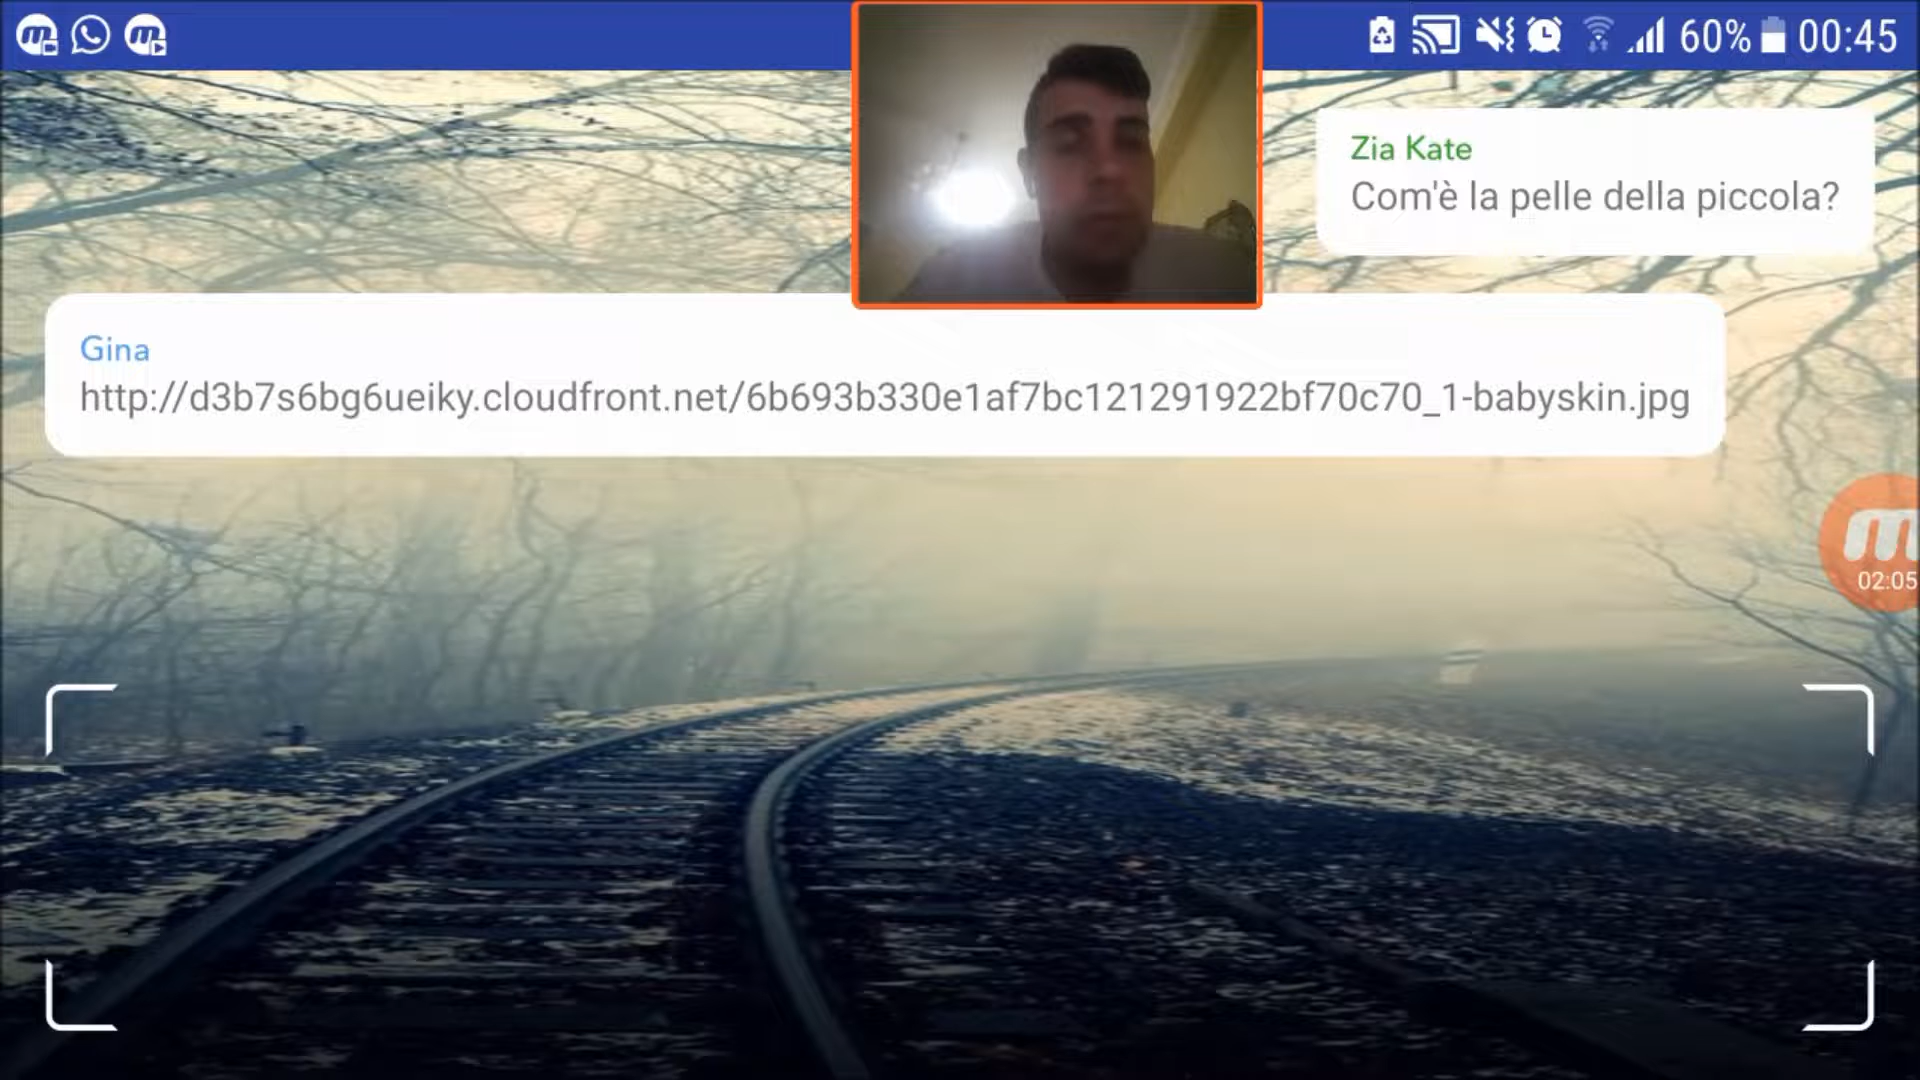 60% 00:45
Zia Kate
Com'è la pelle della piccola?
Gina
http://d3b7s6bg6ueiky.cloudfront.net/6b693b330e1af7bc121291922bf70c70_1-babyskin.jpg
02:05